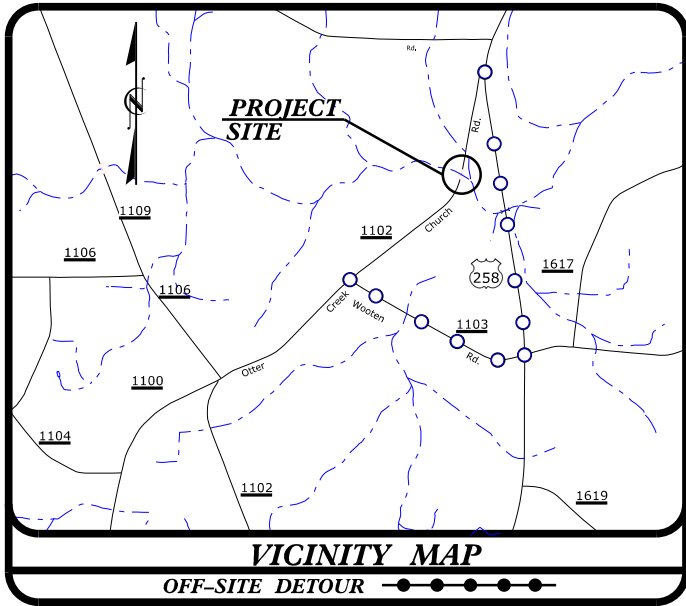 Rd.
N
PROJECT
SITE
Rd.
1109
Church
1102
1106
1617
258
1106
Creek
Wooten
1103
Rd.
Otter
1100
1104
1102
1619
VICINITY MAP
OFF-SITE DETOUR